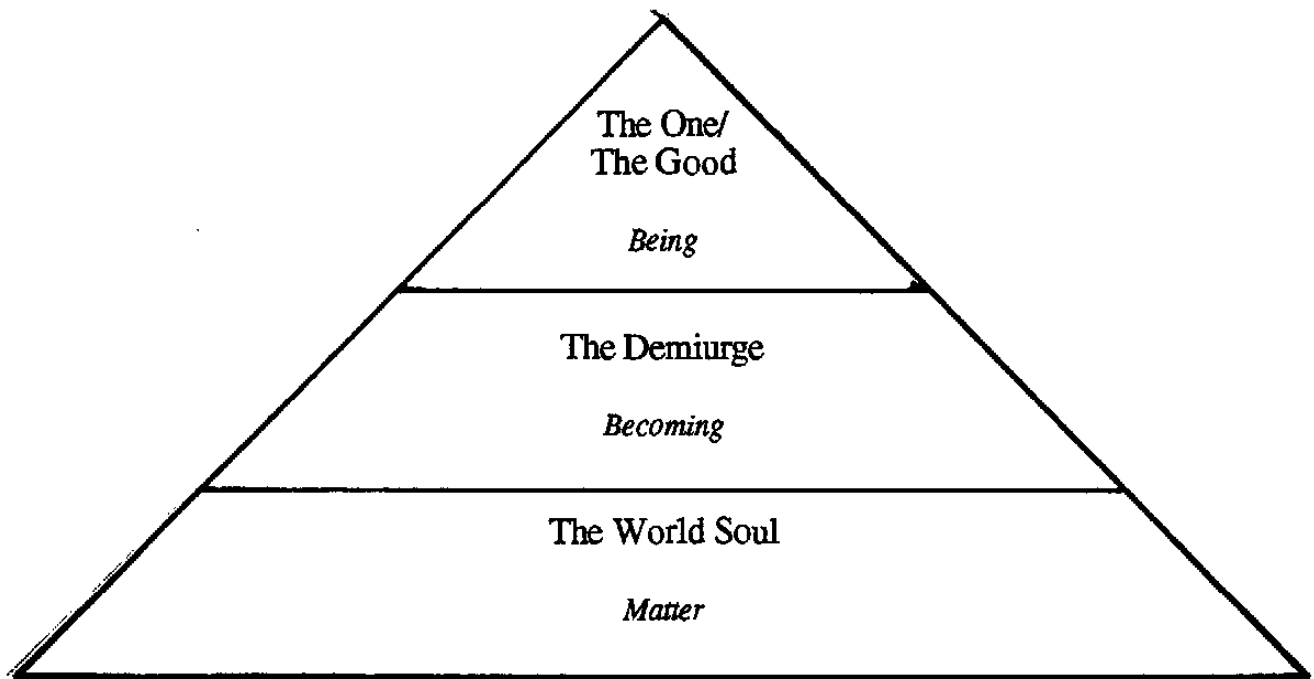 The One/
The Good
Being
The Demiurge
Becoming
The World Soul
Matter